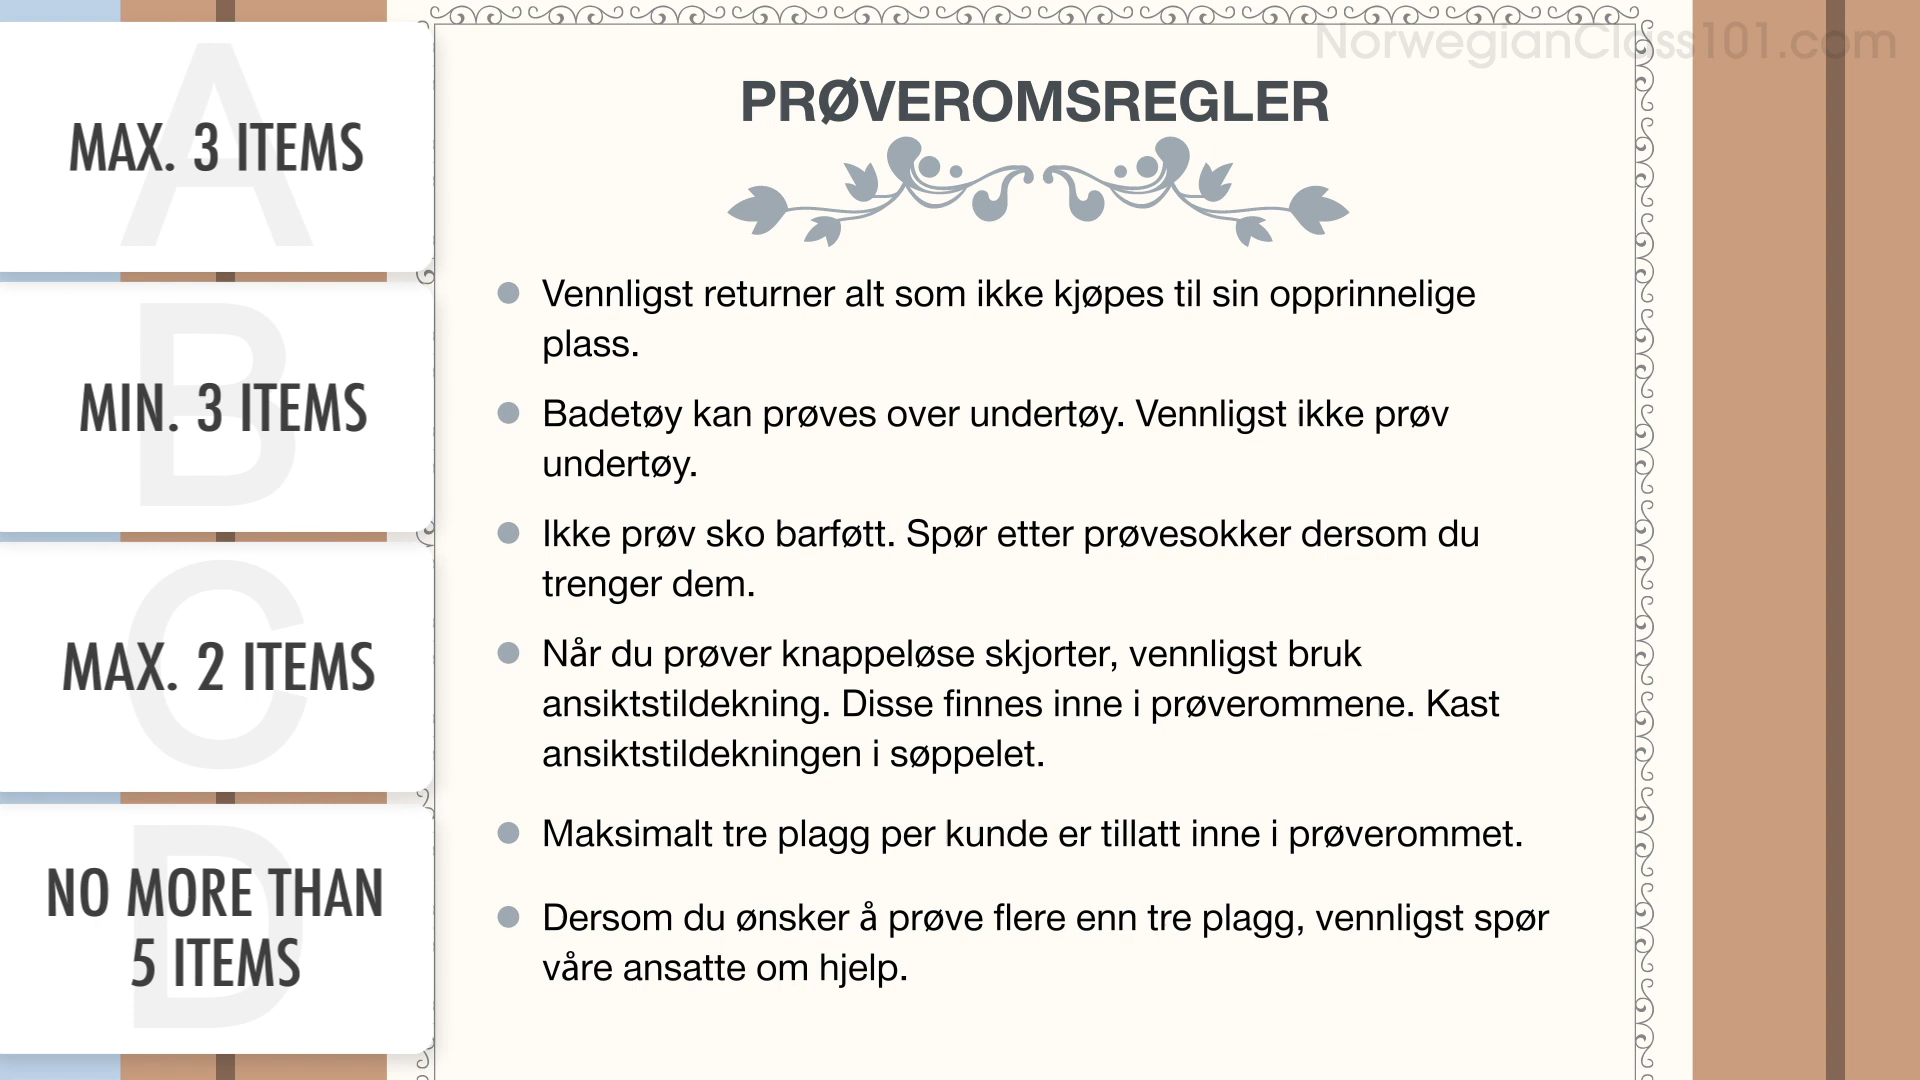 NorwegianClass101.com
A
MAX. 3 ITEMS
B
MIN. 3 ITEMS
C
MAX. 2 ITEMS
D
NO MORE THAN
5 ITEMS
PRØVEROMSREGLER
Vennligst returner alt som ikke kjøpes til sin opprinnelige
plass.
Badetøy kan prøves over undertøy. Vennligst ikke prøv
undertøy.
Ikke prøv sko barføtt. Spør etter prøvesokker dersom du
trenger dem.
Når du prøver knappeløse skjorter, vennligst bruk
ansiktstildekning. Disse finnes inne i prøverommene. Kast
ansiktstildekningen i søppelet.
Maksimalt tre plagg per kunde er tillatt inne i prøverommet.
Dersom du ønsker å prøve flere enn tre plagg, vennligst spør
våre ansatte om hjelp.